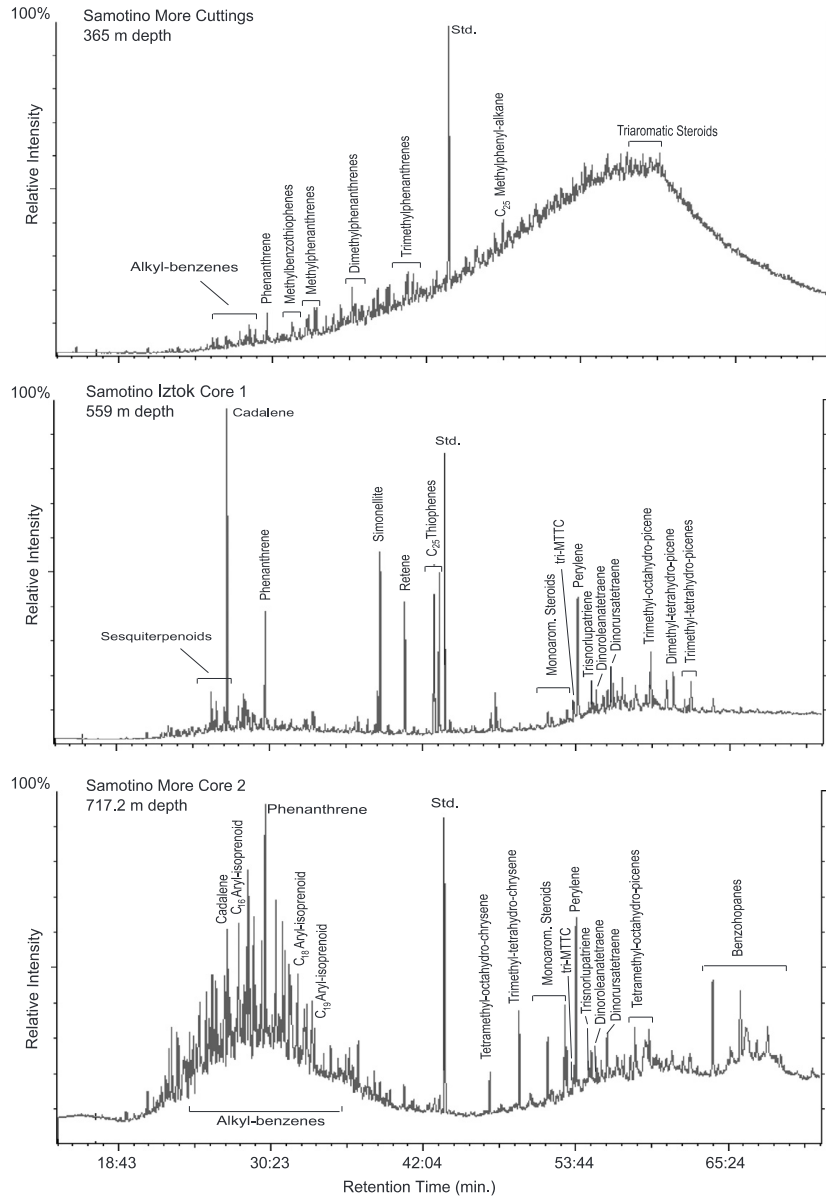 100%
Samotino More Cuttings
365 m depth
Std.
Relative Intensity
Alkyl-benzenes
Phenanthrene
Methylbenzothiophenes
Methylphenanthrenes
Dimethylphenanthrenes
Trimethylphenanthrenes
C25 Methylphenyl-alkane
Triaromatic Steroids
100%
Samotino Iztok Core 1
559 m depth
Cadalene
Std.
Relative Intensity
Sesquiterpenoids
Phenanthrene
Simonellite
Retene
C25 Thiophenes
Monoarom. Steroids
tri-MTTC
Perylene
Trisnorlupatriene
Dinoroleanatetraene
Dinorursatetraene
Trimethyl-octahydro-picene
Dimethyl-tetrahydro-picene
Trimethyl-tetrahydro-picenes
100%
Samotino More Core 2
717.2 m depth
Phenanthrene
Std.
Relative Intensity
Cadalene
C16 Aryl-isoprenoid
C18 Aryl-isoprenoid
C19 Aryl-isoprenoid
Alkyl-benzenes
Tetramethyl-octahydro-chrysene
Trimethyl-tetrahydro-chrysene
Monoarom. Steroids
tri-MTTC
Perylene
Trisnorlupatriene
Dinoroleanatetraene
Dinorursatetraene
Tetramethyl-octahydro-picenes
Benzohopanes
18:43 30:23 42:04 53:44 65:24
Retention Time (min.)